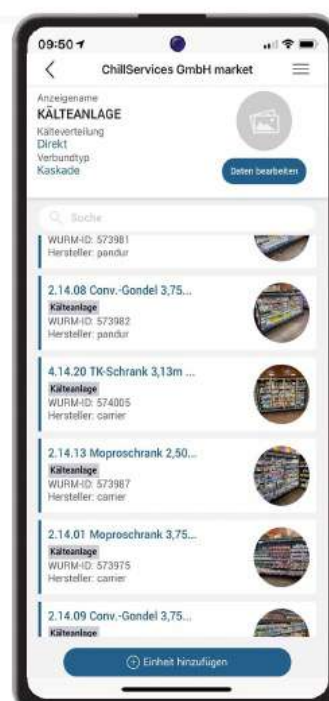 09:50
ChillServices GmbH market
Anzeigename
KÄLTEANLAGE
Kälteverteilung
Direkt
Verbundtyp
Kaskade
Daten bearbeiten
Suche
WURM-ID: 573981
Hersteller: pandur
2.14.08 Conv.-Gondel 3,75...
Kälteanlage
WURM-ID: 573982
Hersteller: pandur
4.14.20 TK-Schrank 3,13m ...
Kälteanlage
WURM-ID: 574005
Hersteller: carrier
2.14.13 Moproschrank 2,50...
Kälteanlage
WURM-ID: 573987
Hersteller: carrier
2.14.01 Moproschrank 3,75...
Kälteanlage
WURM-ID: 573975
Hersteller: carrier
2.14.09 Conv.-Gondel 3,75...
Kälteanlage
Einheit hinzufügen